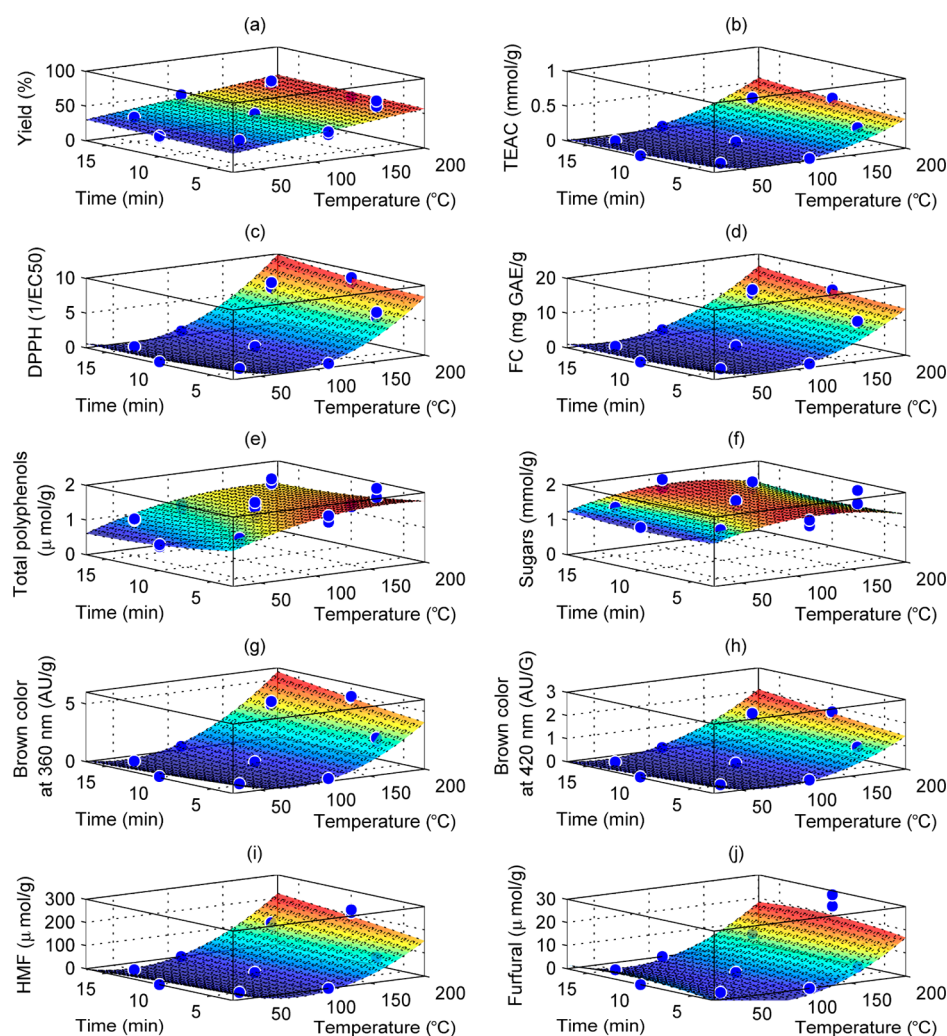 (a)
Yield (%)
100
50
0
15
10
5
Time (min)
50
100
150
200
Temperature (°C)
(b)
TEAC (mmol/g)
1
0.5
0
15
10
5
Time (min)
50
100
150
200
Temperature (°C)
(c)
DPPH (1/EC50)
10
5
0
15
10
5
Time (min)
50
100
150
200
Temperature (°C)
(d)
FC (mg GAE/g
20
10
0
15
10
5
Time (min)
50
100
150
200
Temperature (°C)
(e)
Total polyphenols
(μ mol/g)
2
1
0
15
10
5
Time (min)
50
100
150
200
Temperature (°C)
(f)
Sugars (mmol/g)
2
1
0
15
10
5
Time (min)
50
100
150
200
Temperature (°C)
(g)
Brown color
at 360 nm (AU/g)
5
0
15
10
5
Time (min)
50
100
150
200
Temperature (°C)
(h)
Brown color
at 420 nm (AU/G)
3
2
1
0
15
10
5
Time (min)
50
100
150
200
Temperature (°C)
(i)
HMF (μ mol/g)
300
200
100
0
15
10
5
Time (min)
50
100
150
200
Temperature (°C)
(j)
Furfural (μ mol/g)
30
20
10
0
15
10
5
Time (min)
50
100
150
200
Temperature (°C)